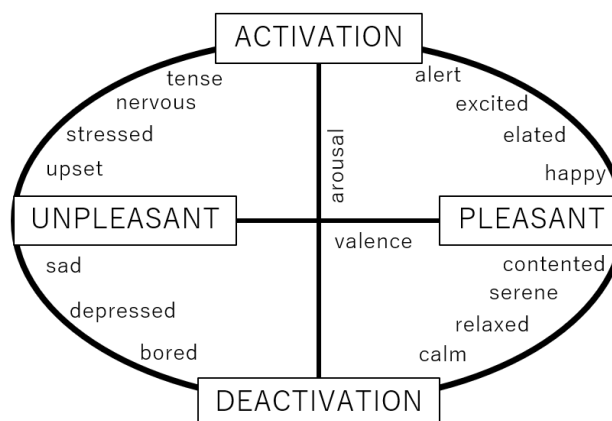 ACTIVATION
tense
alert
nervous
excited
stressed
elated
arousal
upset
happy
UNPLEASANT
PLEASANT
valence
sad
contented
serene
depressed
relaxed
bored
calm
DEACTIVATION